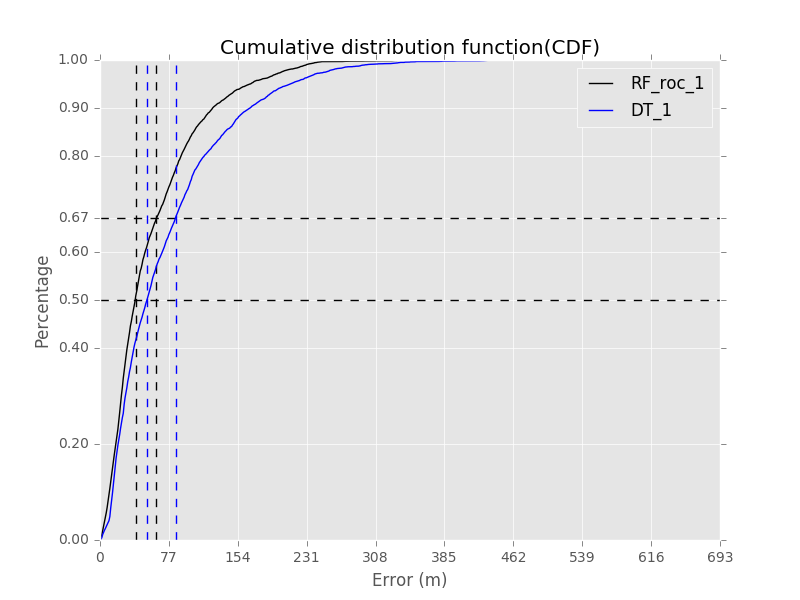 Cumulative distribution function(CDF)
1.00
0.90
0.80
0.67
0.60
0.50
0.40
0.20
0.00
Percentage
RF_roc_1
DT_1
0 77 154 231 308 385 462 539 616 693
Error (m)